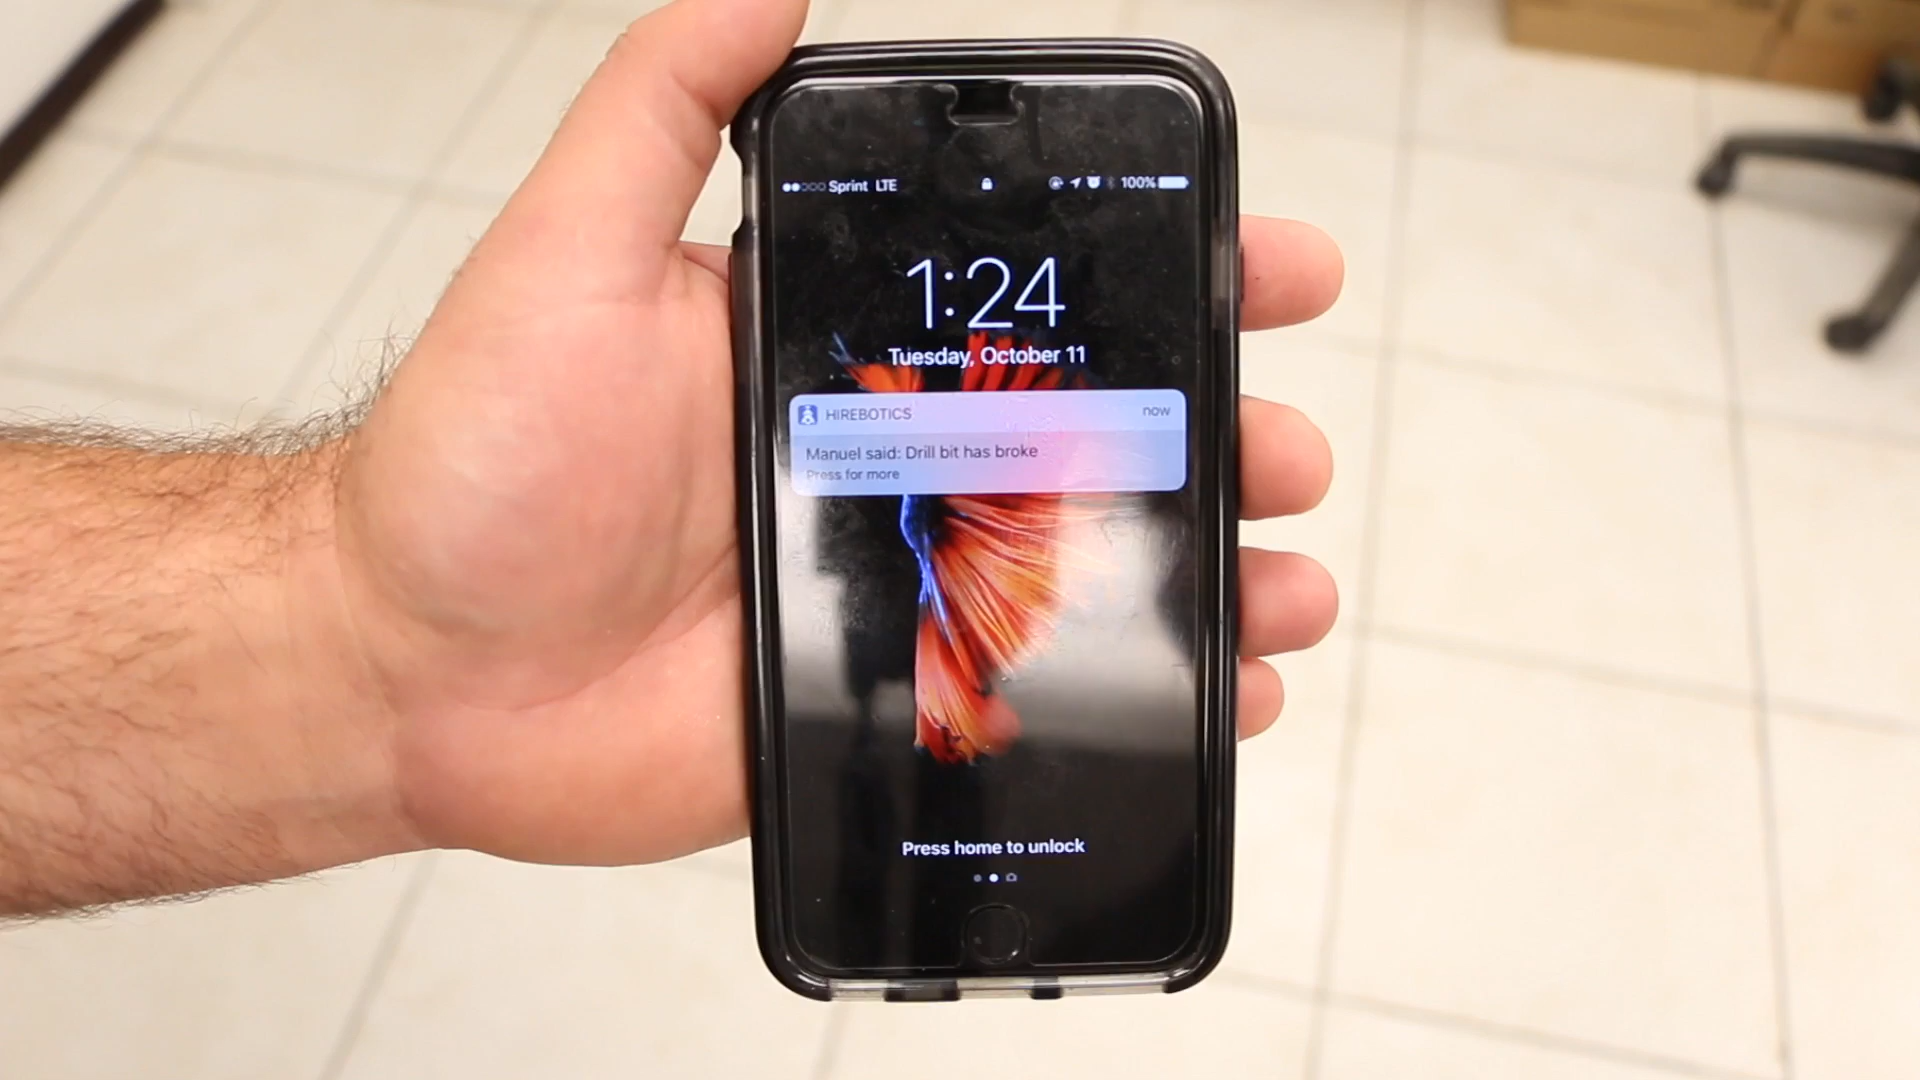 Sprint LTE 100%
1:24
Tuesday, October 11
HIREBOTICS now
Manuel said: Drill bit has broke
Press for more
Press home to unlock